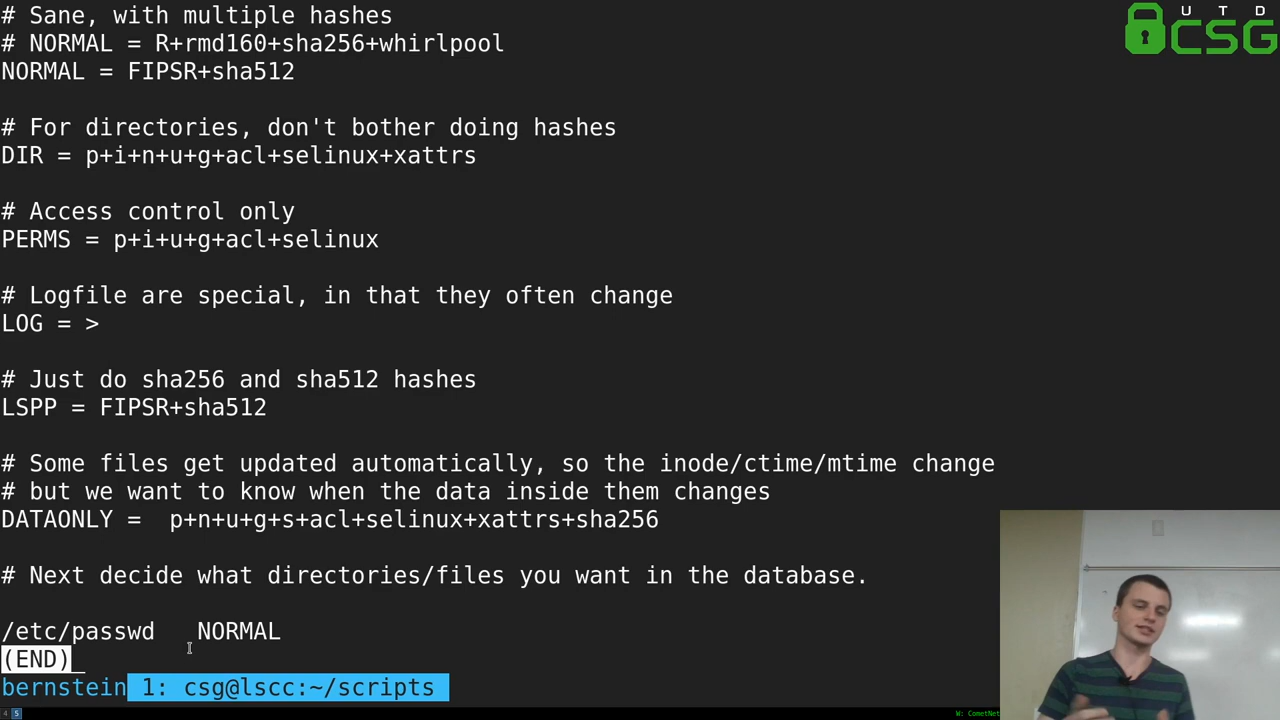 # Sane, with multiple hashes
# NORMAL = R+rmd160+sha256+whirlpool
NORMAL = FIPSR+sha512
# For directories, don't bother doing hashes
DIR = p+i+n+u+g+acl+selinux+xattrs
# Access control only
PERMS = p+i+u+g+acl+selinux
# Logfile are special, in that they often change
LOG = >
# Just do sha256 and sha512 hashes
LSPP = FIPSR+sha512
# Some files get updated automatically, so the inode/ctime/mtime change
# but we want to know when the data inside them changes
DATAONLY =  p+n+u+g+s+acl+selinux+xattrs+sha256
# Next decide what directories/files you want in the database.
/etc/passwd   NORMAL
(END)
bernstein 1: csg@lscc:~/scripts
4 5
W: CometNet
UTD
CSG